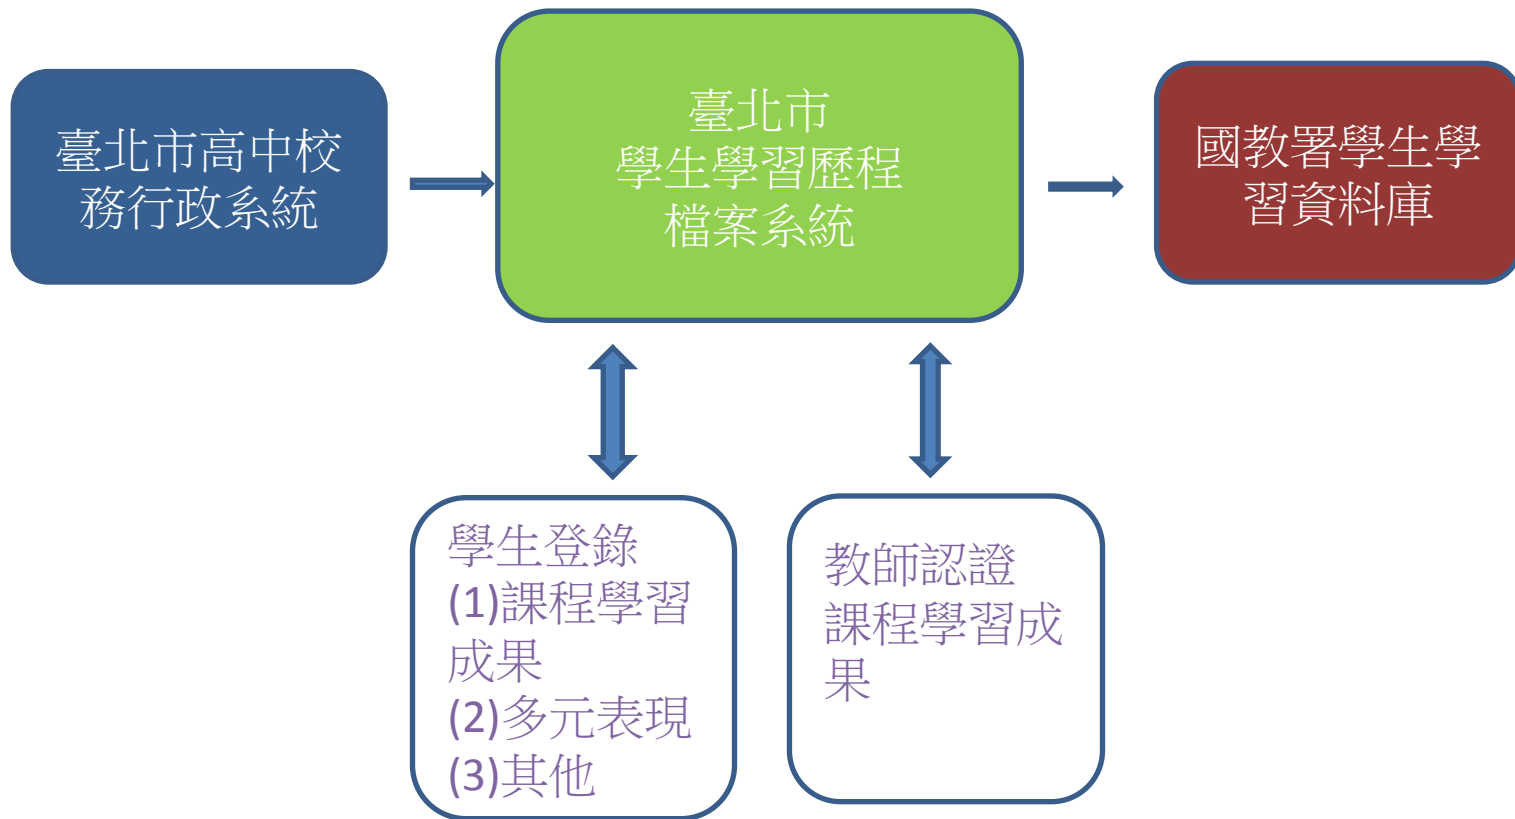 臺北市高中校
務行政系統
臺北市
學生學習歷程
檔案系統
國教署學生學
習資料庫
學生登錄
(1)課程學習
成果
(2)多元表現
(3)其他
教師認證
課程學習成
果